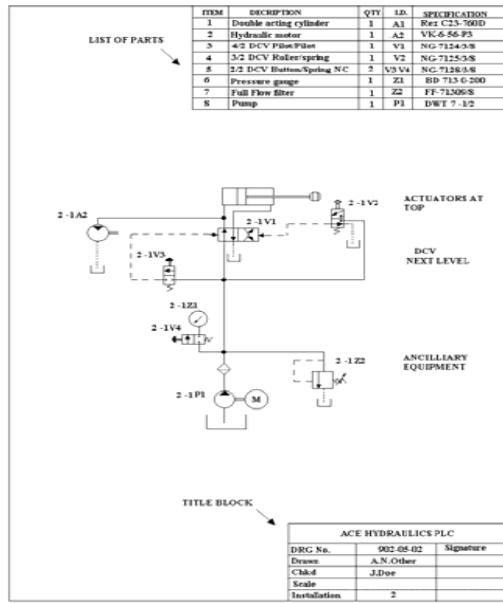 ITEM DECRIPTION QTY I.D. SPECIFICATION
1 Double acting cylinder 1 A1 Rez C23-760D
2 Hydraulic motor 1 A2 VK-6-56-P3
3 4/2 DCV Pilot/Pilot 1 V1 NG-7124/3/8
4 3/2 DCV Roller/spring 1 V2 NG-7125/3/8
5 2/2 DCV Button/Spring NC 2 V3 V4 NG-7128/3/8
6 Pressure gauge 1 Z1 BD 713 0-200
7 Full Flow filter 1 Z2 FF-71309/8
8 Pump 1 P1 DWT 7 -1/2
LIST OF PARTS
2 -1V2
ACTUATORS AT
TOP
2 -1A2
2 -1V1
2 -1V3
DCV
NEXT LEVEL
2 -1Z1
2 -1V4
2 -1Z2
ANCILLIARY
EQUIPMENT
2 -1P1
M
TITLE BLOCK
ACE HYDRAULICS PLC
DRG No. 902-05-02 Signature
Drawn A.N.Other
Chkd J.Doe
Scale
Installation 2